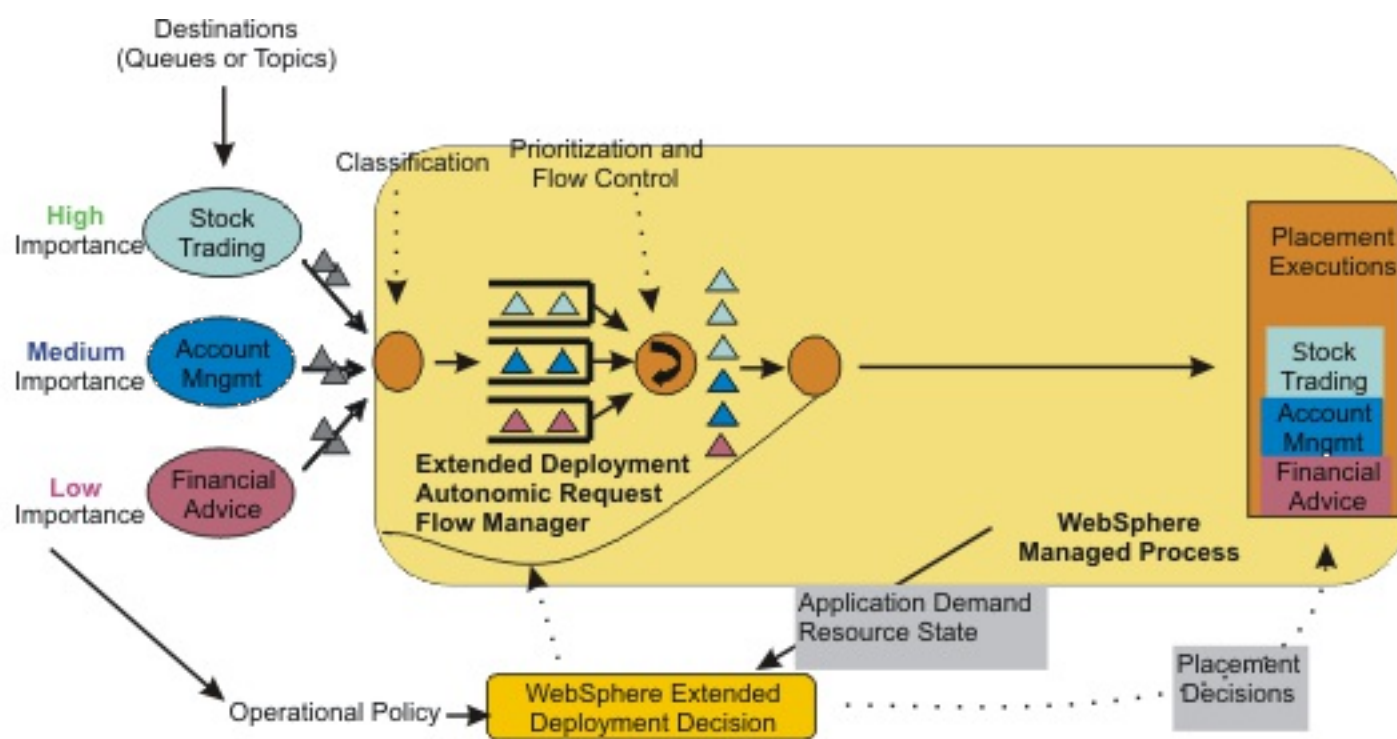 Destinations
(Queues or Topics)
Classification
Prioritization and
Flow Control
High
Importance
Stock
Trading
Medium
Importance
Account
Mngmt
Low
Importance
Financial
Advice
Extended Deployment
Autonomic Request
Flow Manager
Placement
Executions
Stock
Trading
Account
Mngmt
Financial
Advice
WebSphere
Managed Process
Application Demand
Resource State
Placement
Decisions
Operational Policy
WebSphere Extended
Deployment Decision